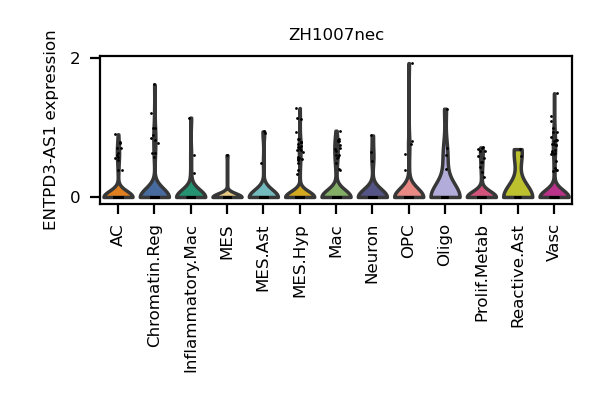 ZH1007nec
ENTPD3-AS1 expression
2
0
AC
Chromatin.Reg
Inflammatory.Mac
MES
MES.Ast
MES.Hyp
Mac
Neuron
OPC
Oligo
Prolif.Metab
Reactive.Ast
Vasc